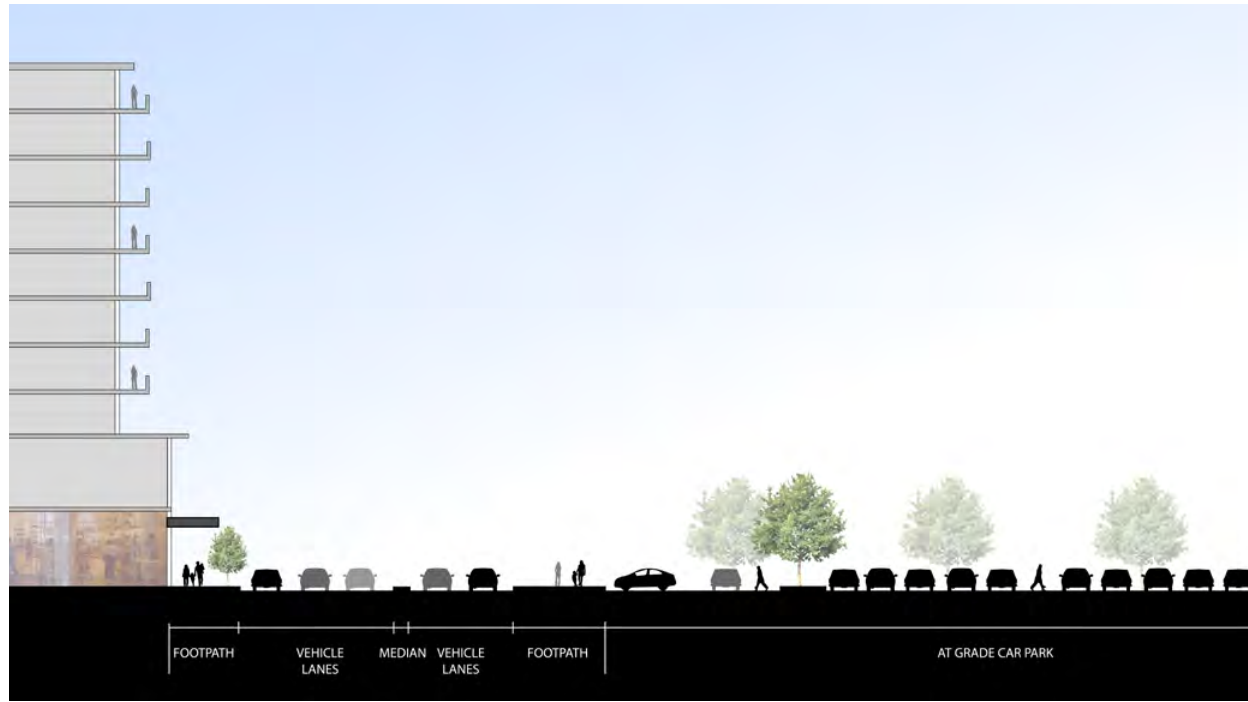 FOOTPATH
VEHICLE
LANES
MEDIAN
VEHICLE
LANES
FOOTPATH
AT GRADE CAR PARK